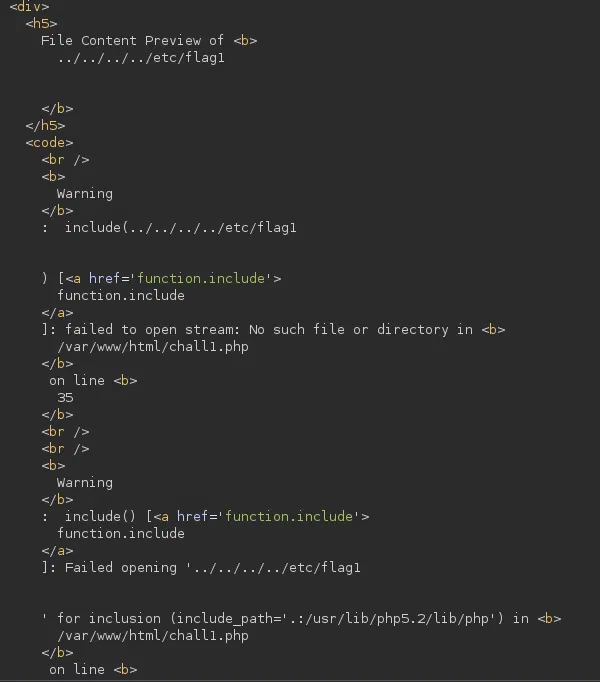 <div>
<h5>
File Content Preview of <b>
../../../../etc/flag1
</b>
</h5>
<code>
<br />
<b>
Warning
</b>
:  include(../../../../etc/flag1
) [<a href='function.include'>
function.include
</a>
]: failed to open stream: No such file or directory in <b>
/var/www/html/chall1.php
</b>
on line <b>
35
</b>
<br />
<br />
<b>
Warning
</b>
:  include() [<a href='function.include'>
function.include
</a>
]: Failed opening '../../../../etc/flag1
' for inclusion (include_path='.:/usr/lib/php5.2/lib/php') in <b>
/var/www/html/chall1.php
</b>
on line <b>